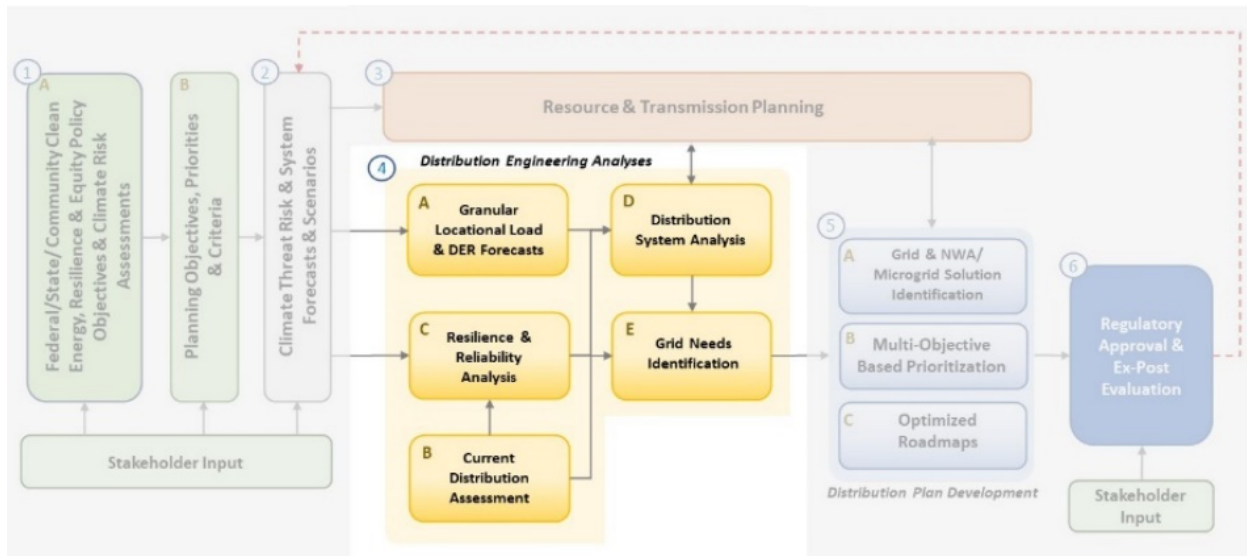 1
A
Federal/State/ Community Clean
Energy, Resilience & Equity Policy
Objectives & Climate Risk
Assessments
B
Planning Objectives, Priorities
& Criteria
2
Climate Threat Risk & System
Forecasts & Scenarios
Stakeholder Input
3
Resource & Transmission Planning
4
Distribution Engineering Analyses
A
Granular
Locational Load
& DER Forecasts
D
Distribution
System Analysis
C
Resilience &
Reliability
Analysis
E
Grid Needs
Identification
B
Current
Distribution
Assessment
5
A
Grid & NWA/
Microgrid Solution
Identification
B
Multi-Objective
Based Prioritization
C
Optimized
Roadmaps
Distribution Plan Development
6
Regulatory
Approval &
Ex-Post
Evaluation
Stakeholder
Input